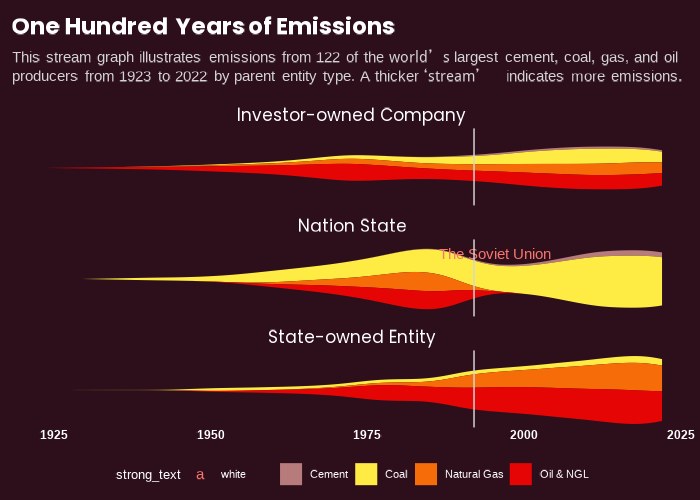 One Hundred Years of Emissions
This stream graph illustrates emissions from 122 of the world’ s largest cement, coal, gas, and oil
producers from 1923 to 2022 by parent entity type. A thicker ‘stream’ indicates more emissions.
Investor-owned Company
Nation State
The Soviet Union
State-owned Entity
1925 1950 1975 2000 2025
strong_text a white Cement Coal Natural Gas Oil & NGL